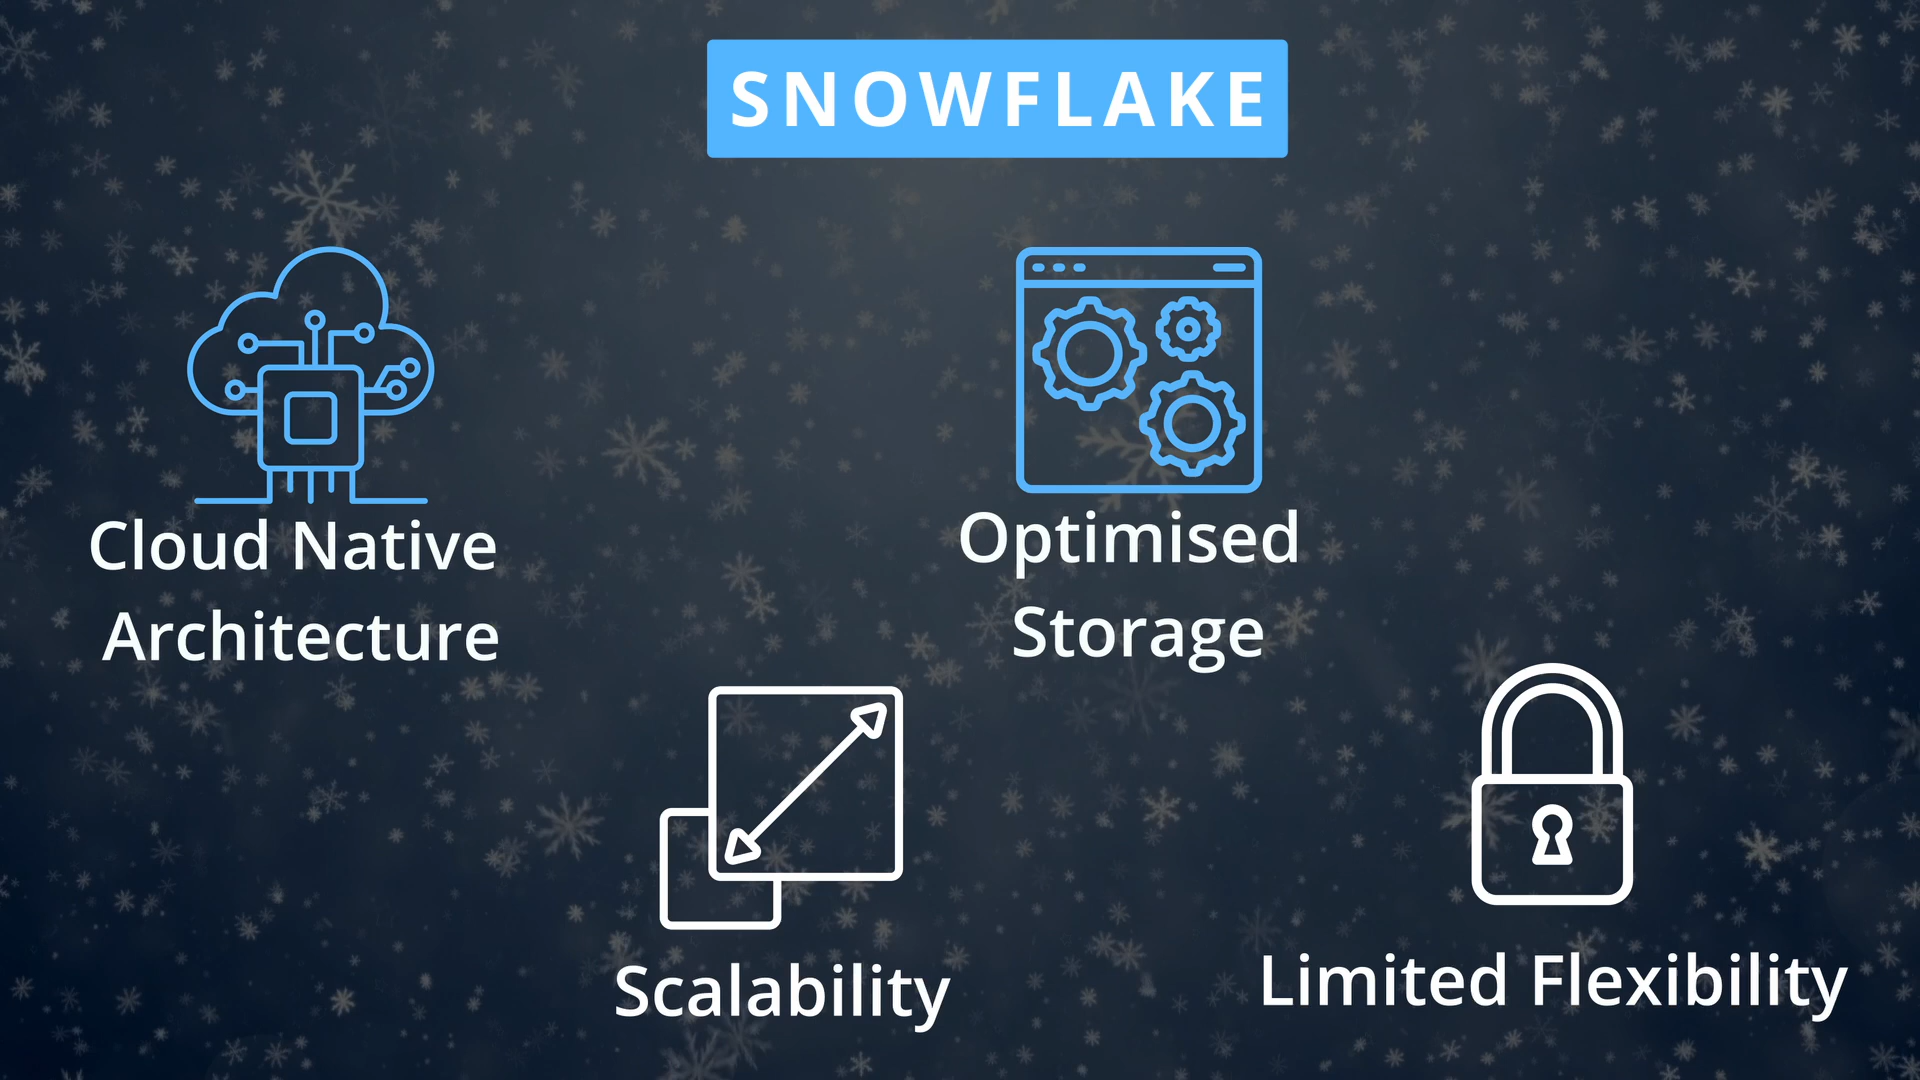 SNOWFLAKE
Cloud Native
Architecture
Optimised
Storage
Scalability
Limited Flexibility